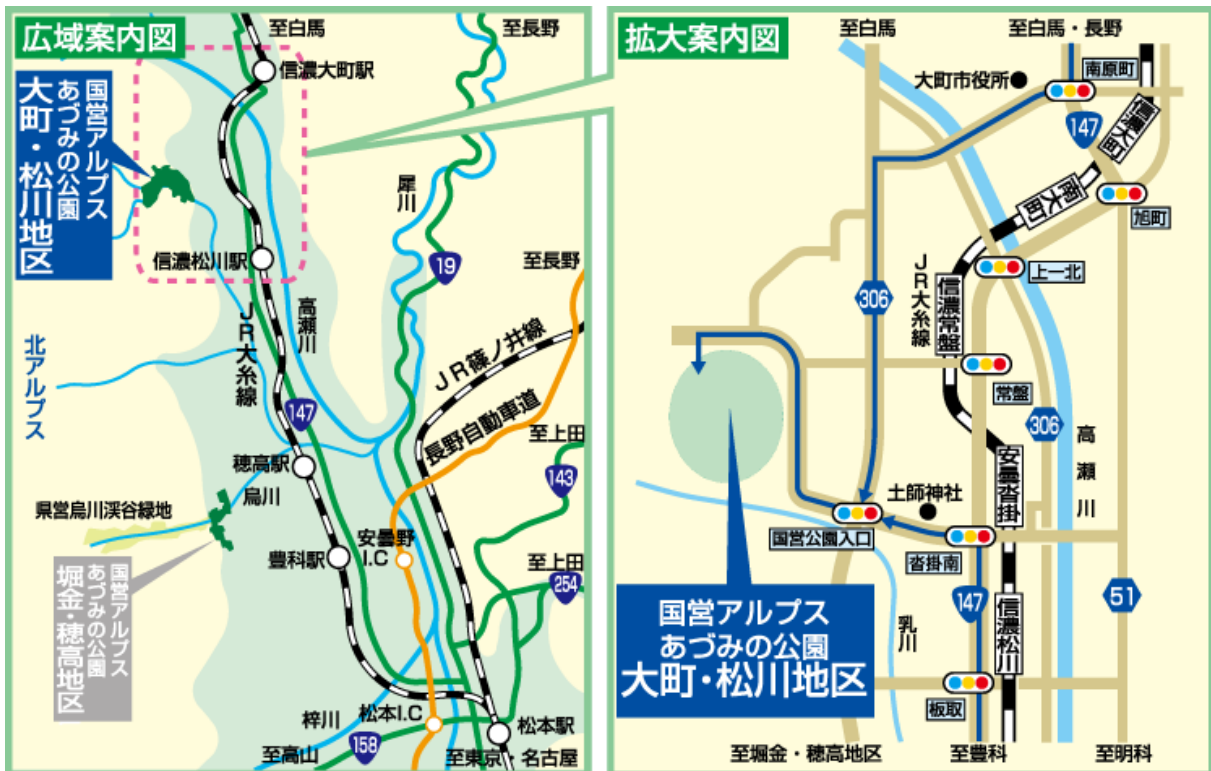 広域案内図
至白馬
至長野
信濃大町駅
国営アルプス
あづみの公園
大町・松川地区
犀川
19
至長野
信濃松川駅
高瀬川
JR大糸線
北アルプス
JR篠ノ井線
長野自動車道
147
至上田
143
穂高駅
烏川
県営烏川渓谷緑地
安曇野
I.C
豊科駅
至上田
254
国営アルプス
あづみの公園
堀金・穂高地区
梓川
松本I.C
松本駅
至高山
158
至東京・名古屋
拡大案内図
至白馬
至白馬・長野
南原町
大町市役所
147
信濃大町
南大町
旭町
上一北
306
JR大糸線
信濃常盤
常盤
306
高瀬川
安曇沓掛
土師神社
国営公園入口
沓掛南
147
51
信濃松川
乳川
国営アルプス
あづみの公園
大町・松川地区
板取
至堀金・穂高地区
至豊科
至明科